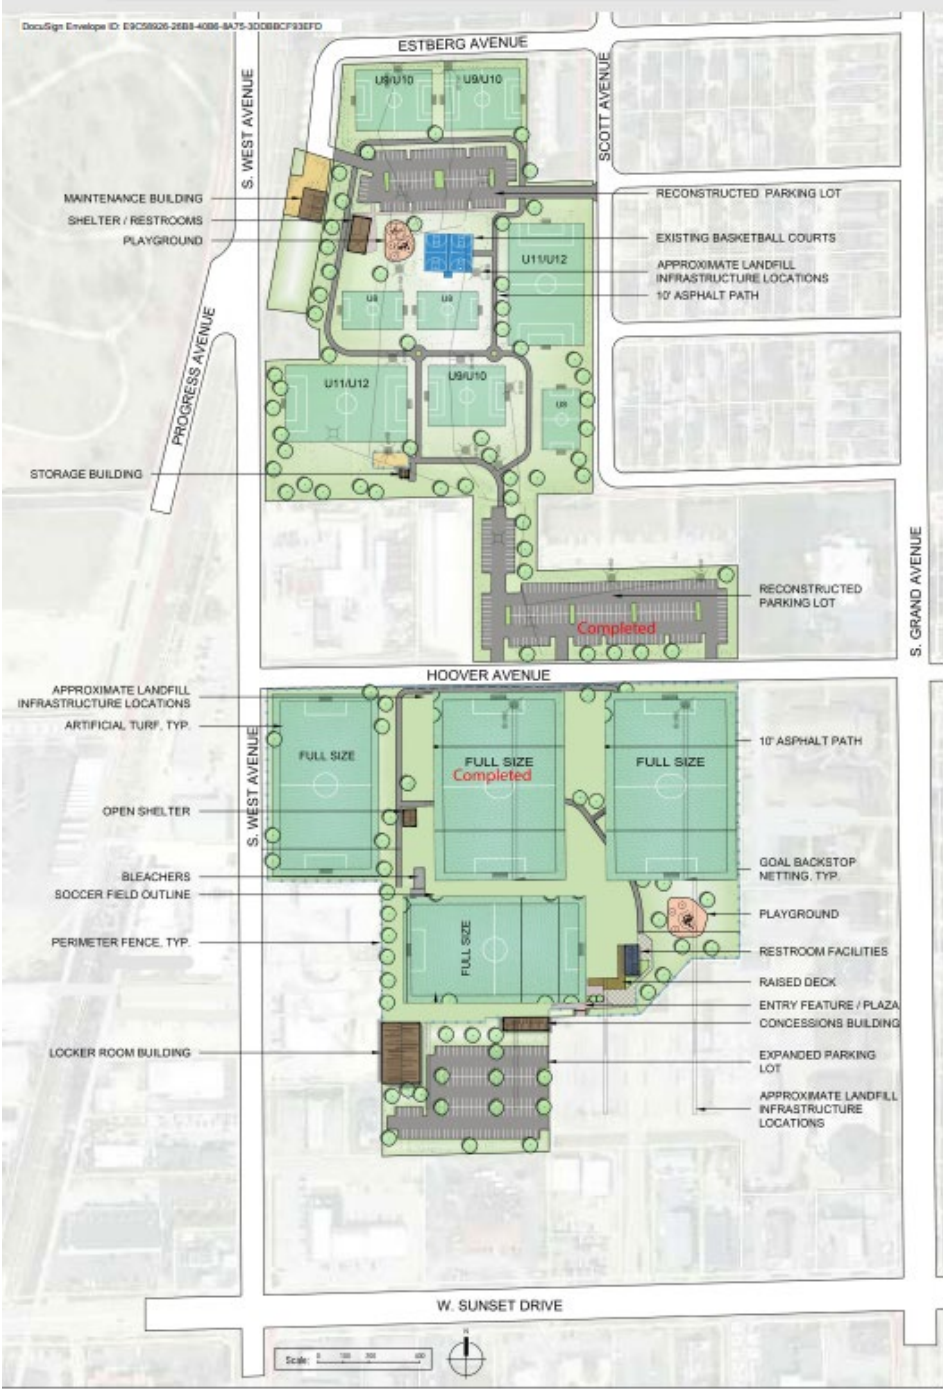 DocuSign Envelope ID: E9C58926-26B8-40B6-8A75-3DDBBCF93EFD
ESTBERG AVENUE
S. WEST AVENUE
SCOTT AVENUE
U9/U10
U9/U10
MAINTENANCE BUILDING
SHELTER / RESTROOMS
PLAYGROUND
RECONSTRUCTED PARKING LOT
EXISTING BASKETBALL COURTS
APPROXIMATE LANDFILL
INFRASTRUCTURE LOCATIONS
10' ASPHALT PATH
U11/U12
U8
U8
PROGRESS AVENUE
U11/U12
U9/U10
U8
STORAGE BUILDING
S. GRAND AVENUE
RECONSTRUCTED
PARKING LOT
Completed
HOOVER AVENUE
APPROXIMATE LANDFILL
INFRASTRUCTURE LOCATIONS
ARTIFICIAL TURF, TYP.
S. WEST AVENUE
OPEN SHELTER
BLEACHERS
SOCCER FIELD OUTLINE
PERIMETER FENCE, TYP.
LOCKER ROOM BUILDING
FULL SIZE
FULL SIZE
Completed
FULL SIZE
FULL SIZE
10' ASPHALT PATH
GOAL BACKSTOP
NETTING, TYP.
PLAYGROUND
RESTROOM FACILITIES
RAISED DECK
ENTRY FEATURE / PLAZA
CONCESSIONS BUILDING
EXPANDED PARKING
LOT
APPROXIMATE LANDFILL
INFRASTRUCTURE
LOCATIONS
W. SUNSET DRIVE
Scale:
N